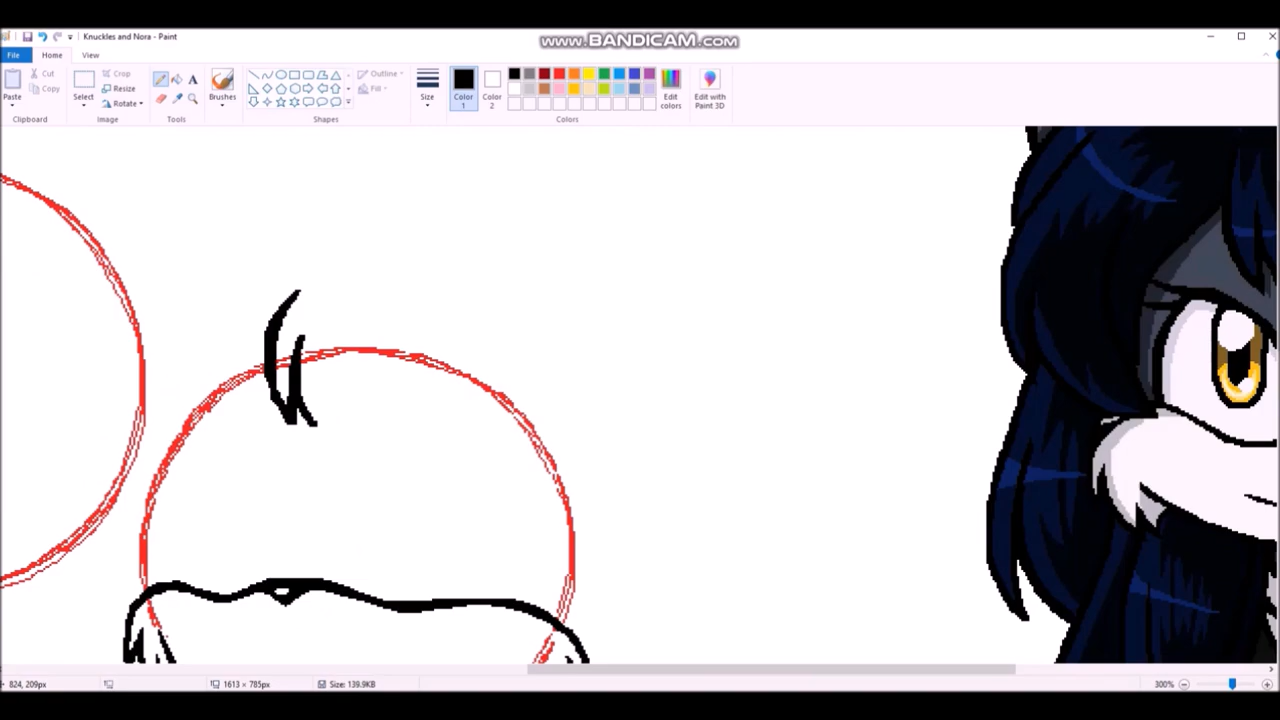 Knuckles and Nora - Paint
www.BANDICAM.com
File
Home
View
Paste
Cut
Copy
Clipboard
Select
Crop
Resize
Rotate
Image
A
Tools
Brushes
Shapes
Outline
Fill
Size
Color 1
Color 2
Edit colors
Edit with Paint 3D
Colors
824, 209px
1613 × 785px
Size: 139.9KB
300%